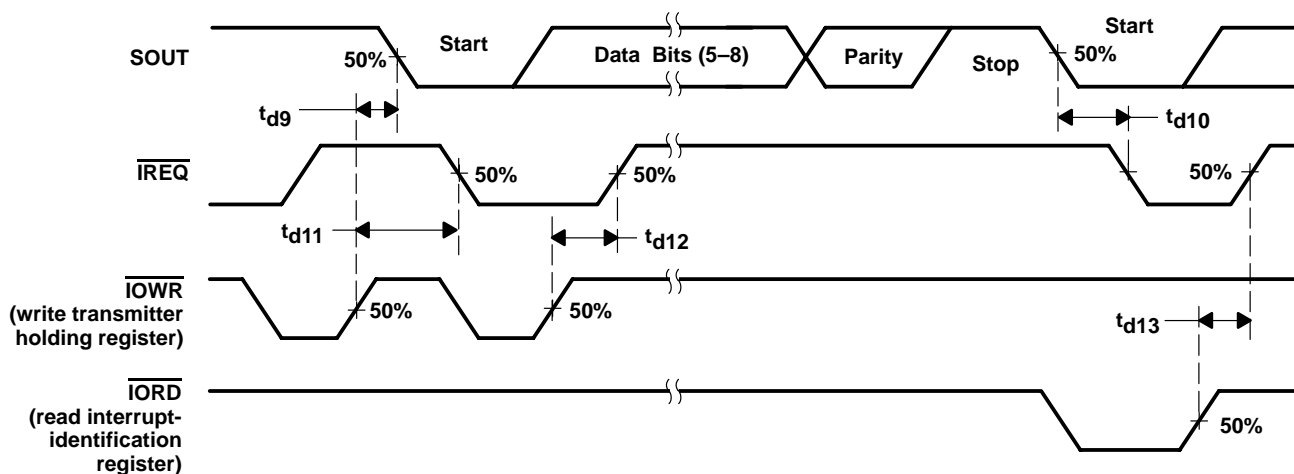 SOUT
50%
Start
Data Bits (5–8)
Parity
Stop
50%
Start
td9
td10
IREQ
50%
50%
50%
td11
td12
IOWR
(write transmitter
holding register)
50%
50%
td13
IORD
(read interrupt-
identification
register)
50%